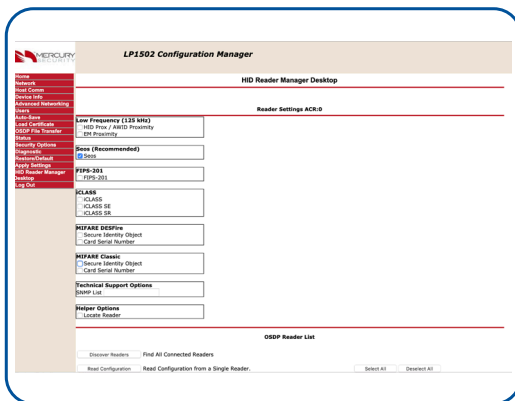 MERCURY
SECURITY
LP1502 Configuration Manager
Home
Network
Host Comm
Device Info
Advanced Networking
Users
Auto-Save
Load Certificate
OSDP File Transfer
Status
Security Options
Diagnostic
Restore/Default
Apply Settings
HID Reader Manager
Desktop
Log Out
HID Reader Manager Desktop
Reader Settings ACR:0
Low Frequency (125 kHz)
HID Prox / AWID Proximity
EM Proximity
Seos (Recommended)
Seos
FIPS-201
FIPS-201
iCLASS
iCLASS
iCLASS SE
iCLASS SR
MIFARE DESFire
Secure Identity Object
Card Serial Number
MIFARE Classic
Secure Identity Object
Card Serial Number
Technical Support Options
SNMP List
Helper Options
Locate Reader
OSDP Reader List
Discover Readers Find All Connected Readers
Read Configuration Read Configuration from a Single Reader. Select All Deselect All